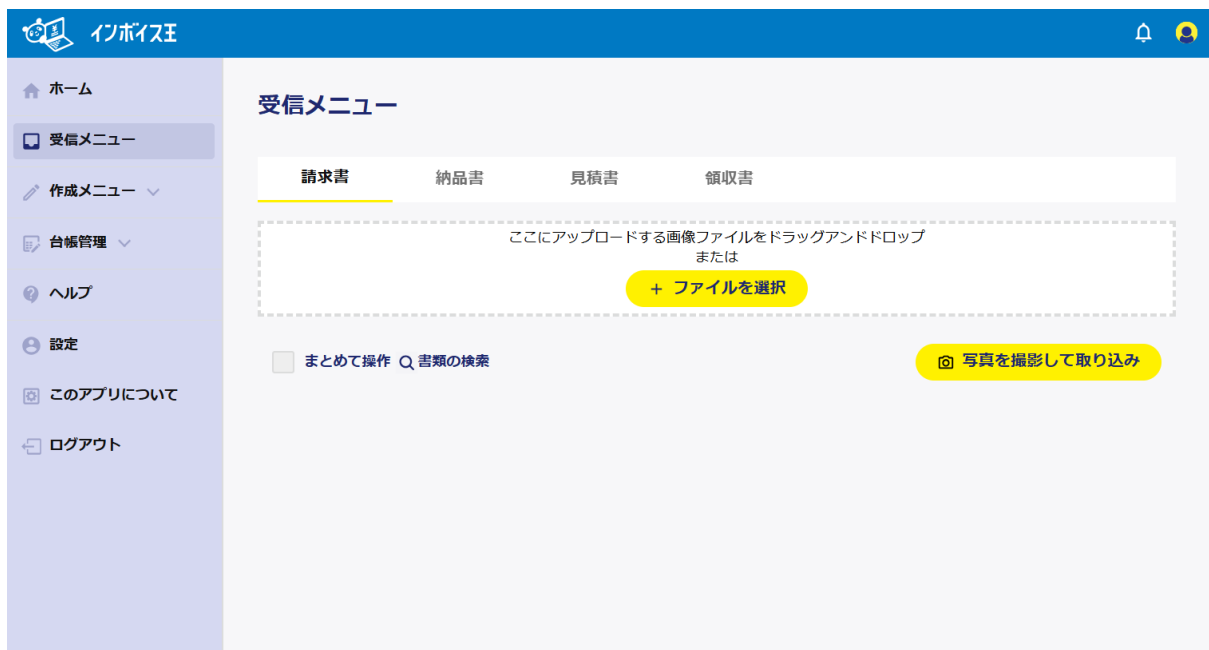 インボイス王
ホーム
受信メニュー
作成メニュー
台帳管理
ヘルプ
設定
このアプリについて
ログアウト
受信メニュー
請求書 納品書 見積書 領収書
ここにアップロードする画像ファイルをドラッグアンドドロップ
または
+ ファイルを選択
まとめて操作 書類の検索
写真を撮影して取り込み